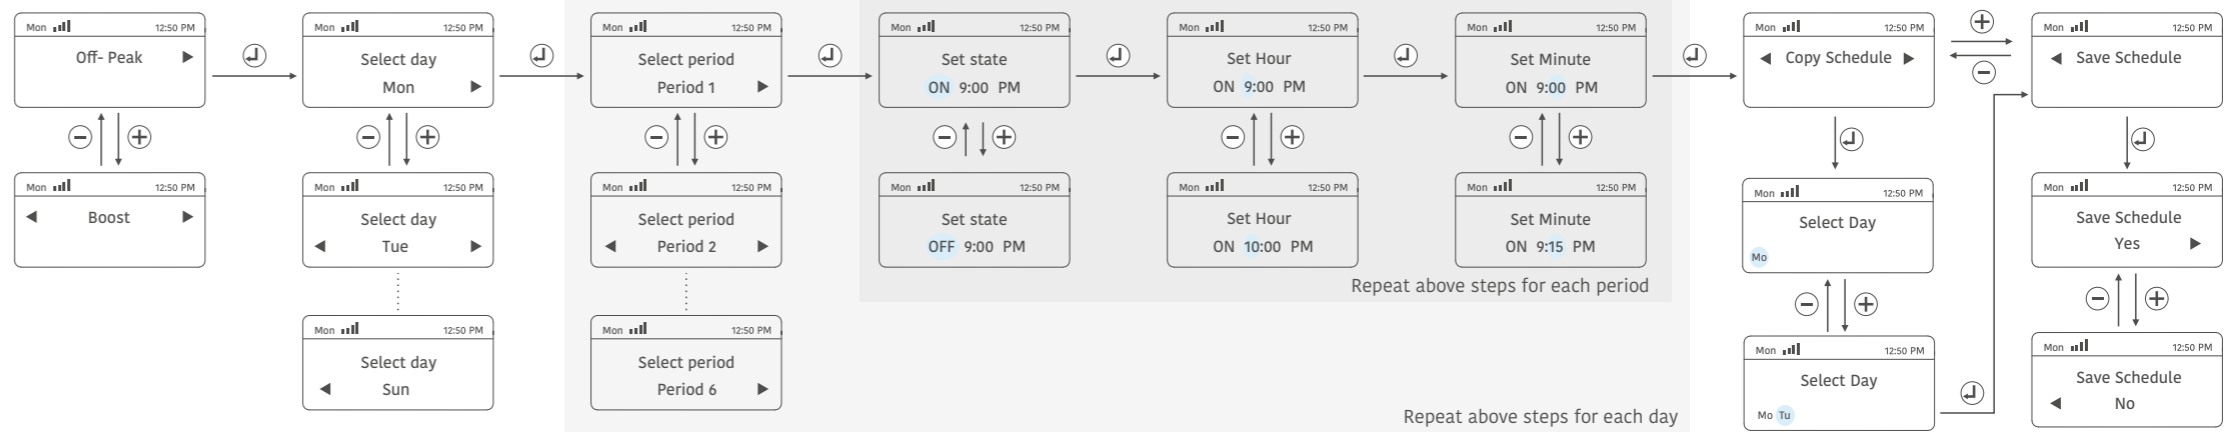 Mon 12:50 PM
Off- Peak
Mon 12:50 PM
Boost
Mon 12:50 PM
Select day
Mon
Mon 12:50 PM
Select day
Tue
Mon 12:50 PM
Select day
Sun
Mon 12:50 PM
Select period
Period 1
Mon 12:50 PM
Select period
Period 2
Mon 12:50 PM
Select period
Period 6
Mon 12:50 PM
Set state
ON 9:00 PM
Mon 12:50 PM
Set state
OFF 9:00 PM
Mon 12:50 PM
Set Hour
ON 9:00 PM
Mon 12:50 PM
Set Hour
ON 10:00 PM
Mon 12:50 PM
Set Minute
ON 9:00 PM
Mon 12:50 PM
Set Minute
ON 9:15 PM
Repeat above steps for each period
Repeat above steps for each day
Mon 12:50 PM
Copy Schedule
Mon 12:50 PM
Select Day
Mo
Mon 12:50 PM
Select Day
Mo Tu
Mon 12:50 PM
Save Schedule
Mon 12:50 PM
Save Schedule
Yes
Mon 12:50 PM
Save Schedule
No